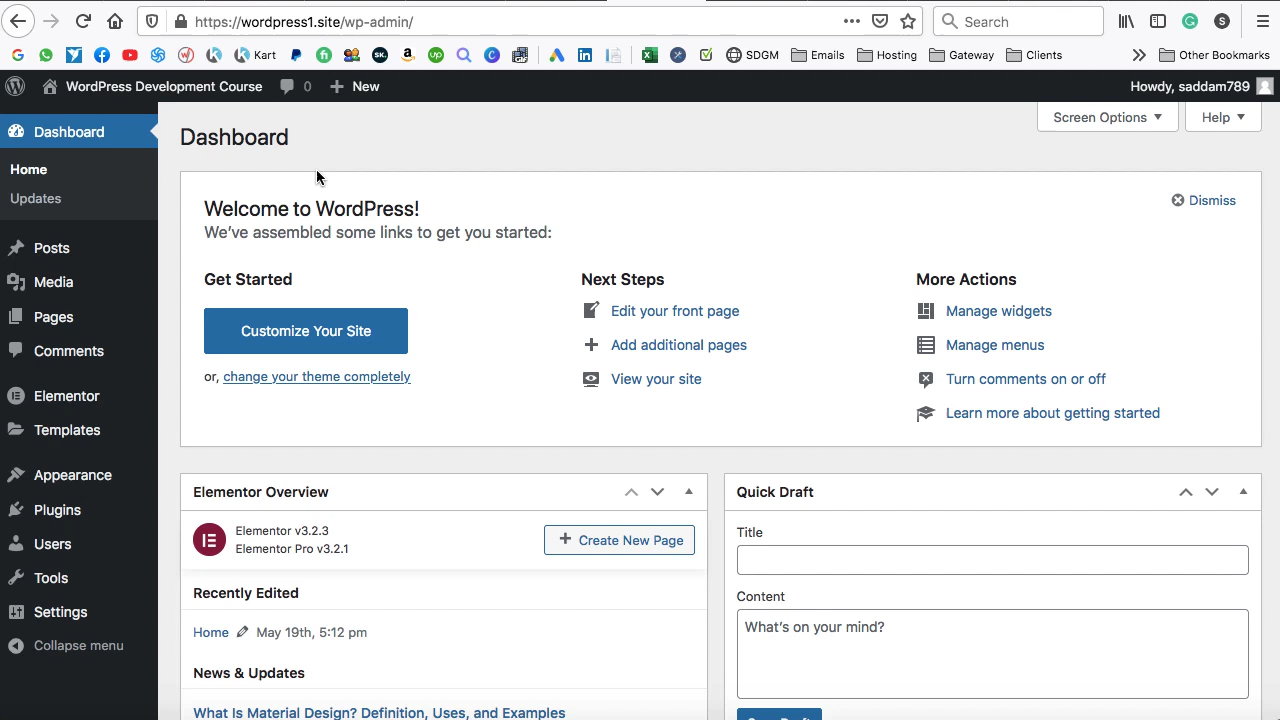 https://wordpress1.site/wp-admin/
Search
Kart
SDGM
Emails
Hosting
Gateway
Clients
Other Bookmarks
WordPress Development Course
0
New
Howdy, saddam789
Dashboard
Home
Updates
Posts
Media
Pages
Comments
Elementor
Templates
Appearance
Plugins
Users
Tools
Settings
Collapse menu
Dashboard
Screen Options
Help
Welcome to WordPress!
We've assembled some links to get you started:
Dismiss
Get Started
Customize Your Site
or, change your theme completely
Next Steps
Edit your front page
Add additional pages
View your site
More Actions
Manage widgets
Manage menus
Turn comments on or off
Learn more about getting started
Elementor Overview
Elementor v3.2.3
Elementor Pro v3.2.1
+ Create New Page
Recently Edited
Home May 19th, 5:12 pm
News & Updates
What Is Material Design? Definition, Uses, and Examples
Quick Draft
Title
Content
What's on your mind?